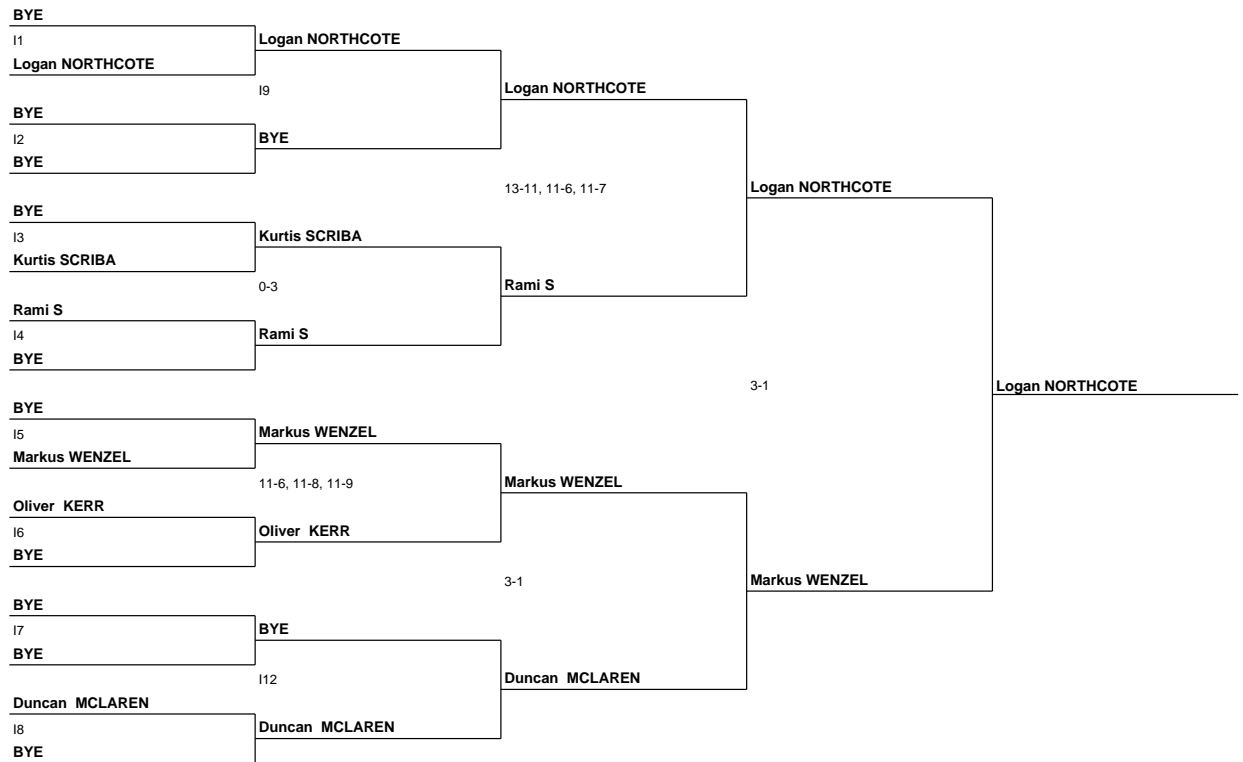 BYE
I1
Logan NORTHCOTE
Logan NORTHCOTE
I9
BYE
I2
BYE
BYE
Logan NORTHCOTE
13-11, 11-6, 11-7
BYE
I3
Kurtis SCRIBA
Kurtis SCRIBA
0-3
Rami S
I4
BYE
Rami S
Rami S
Logan NORTHCOTE
3-1
BYE
I5
Markus WENZEL
Markus WENZEL
11-6, 11-8, 11-9
Oliver KERR
I6
BYE
Oliver KERR
Markus WENZEL
3-1
BYE
I7
BYE
BYE
I12
Duncan MCLAREN
I8
BYE
Duncan MCLAREN
Duncan MCLAREN
Markus WENZEL
Logan NORTHCOTE